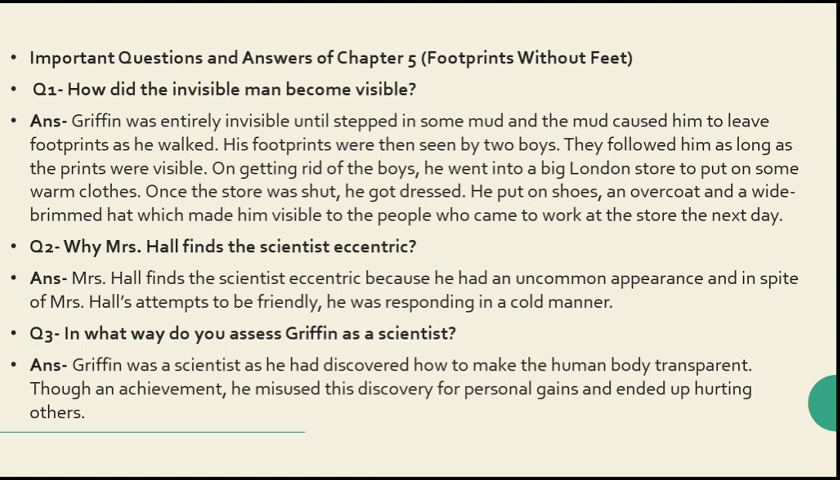 • Important Questions and Answers of Chapter 5 (Footprints Without Feet)
• Q1- How did the invisible man become visible?
• Ans- Griffin was entirely invisible until stepped in some mud and the mud caused him to leave
footprints as he walked. His footprints were then seen by two boys. They followed him as long as
the prints were visible. On getting rid of the boys, he went into a big London store to put on some
warm clothes. Once the store was shut, he got dressed. He put on shoes, an overcoat and a wide-
brimmed hat which made him visible to the people who came to work at the store the next day.
• Q2- Why Mrs. Hall finds the scientist eccentric?
• Ans- Mrs. Hall finds the scientist eccentric because he had an uncommon appearance and in spite
of Mrs. Hall's attempts to be friendly, he was responding in a cold manner.
• Q3- In what way do you assess Griffin as a scientist?
• Ans- Griffin was a scientist as he had discovered how to make the human body transparent.
Though an achievement, he misused this discovery for personal gains and ended up hurting
others.